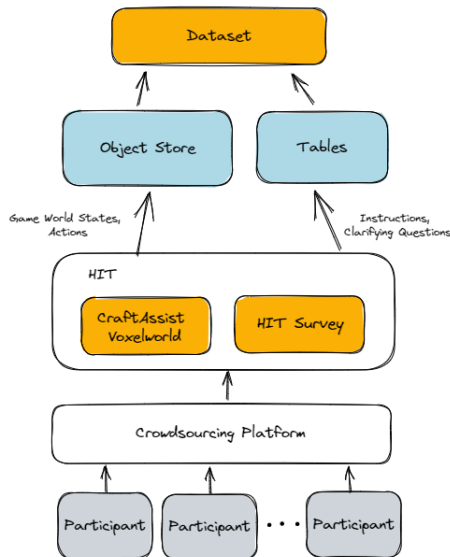 Dataset
Object Store
Tables
Game World States,
Actions
Instructions,
Clarifying Questions
HIT
CraftAssist
Voxelworld
HIT Survey
Crowdsourcing Platform
Participant
Participant
...
Participant